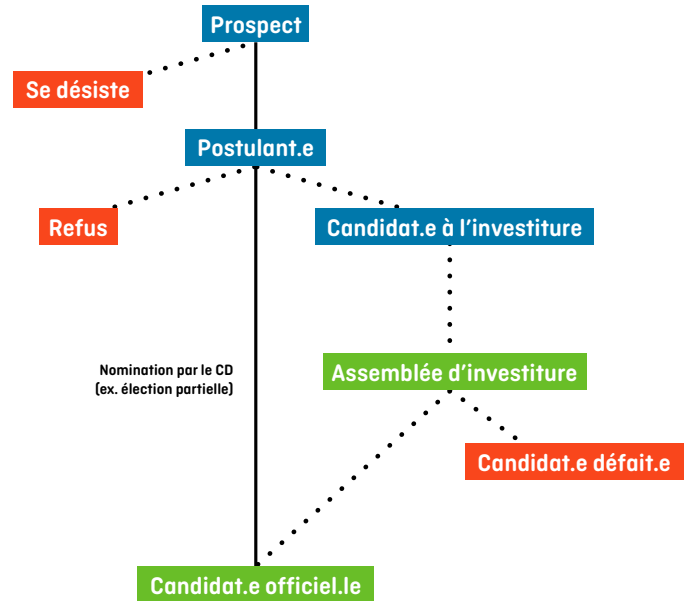 Prospect
Se désiste
Postulant.e
Refus
Candidat.e à l'investiture
Nomination par le CD
(ex. élection partielle)
Assemblée d'investiture
Candidat.e défait.e
Candidat.e officiel.le